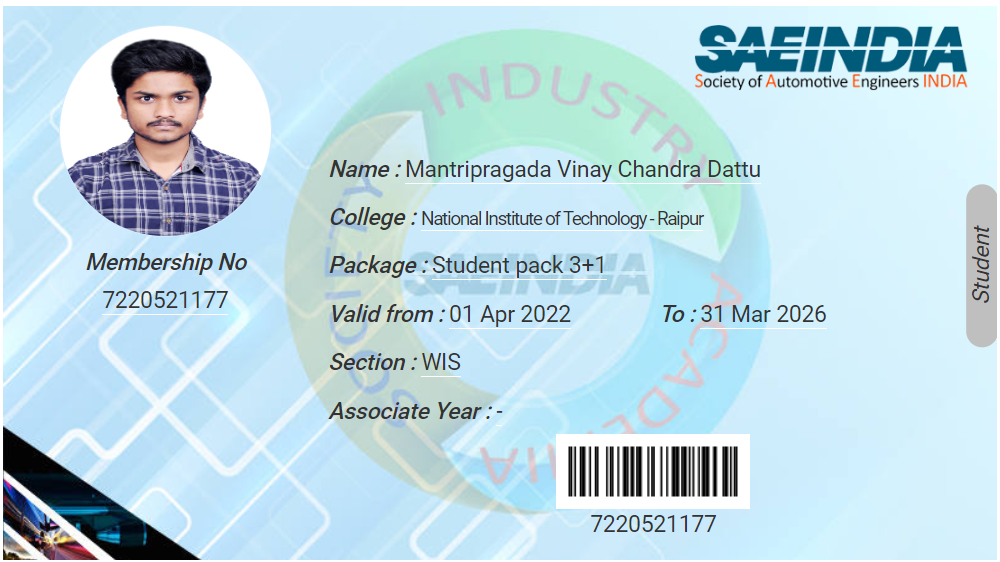 SAEINDIA
Society of Automotive Engineers INDIA
INDUSTRY
ACADEMIA
SOCIETY
SAEINDIA
Name : Mantripragada Vinay Chandra Dattu
College : National Institute of Technology - Raipur
Package : Student pack 3+1
Valid from : 01 Apr 2022 To : 31 Mar 2026
Section : WIS
Associate Year : -
Membership No
7220521177
Student
7220521177